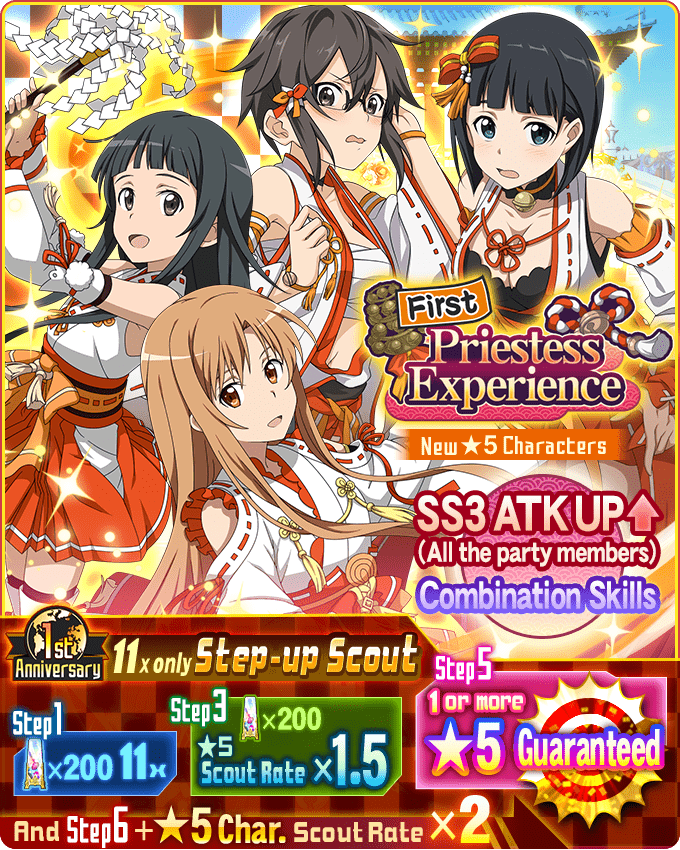 First
Priestess
Experience
New ★5 Characters
SS3 ATK UP
(All the party members)
Combination Skills
1st
Anniversary
11x only Step-up Scout
Step1
×200 11x
Step3
×200
★5
Scout Rate ×1.5
Step5
1 or more
★5 Guaranteed
And Step6 + ★5 Char. Scout Rate ×2